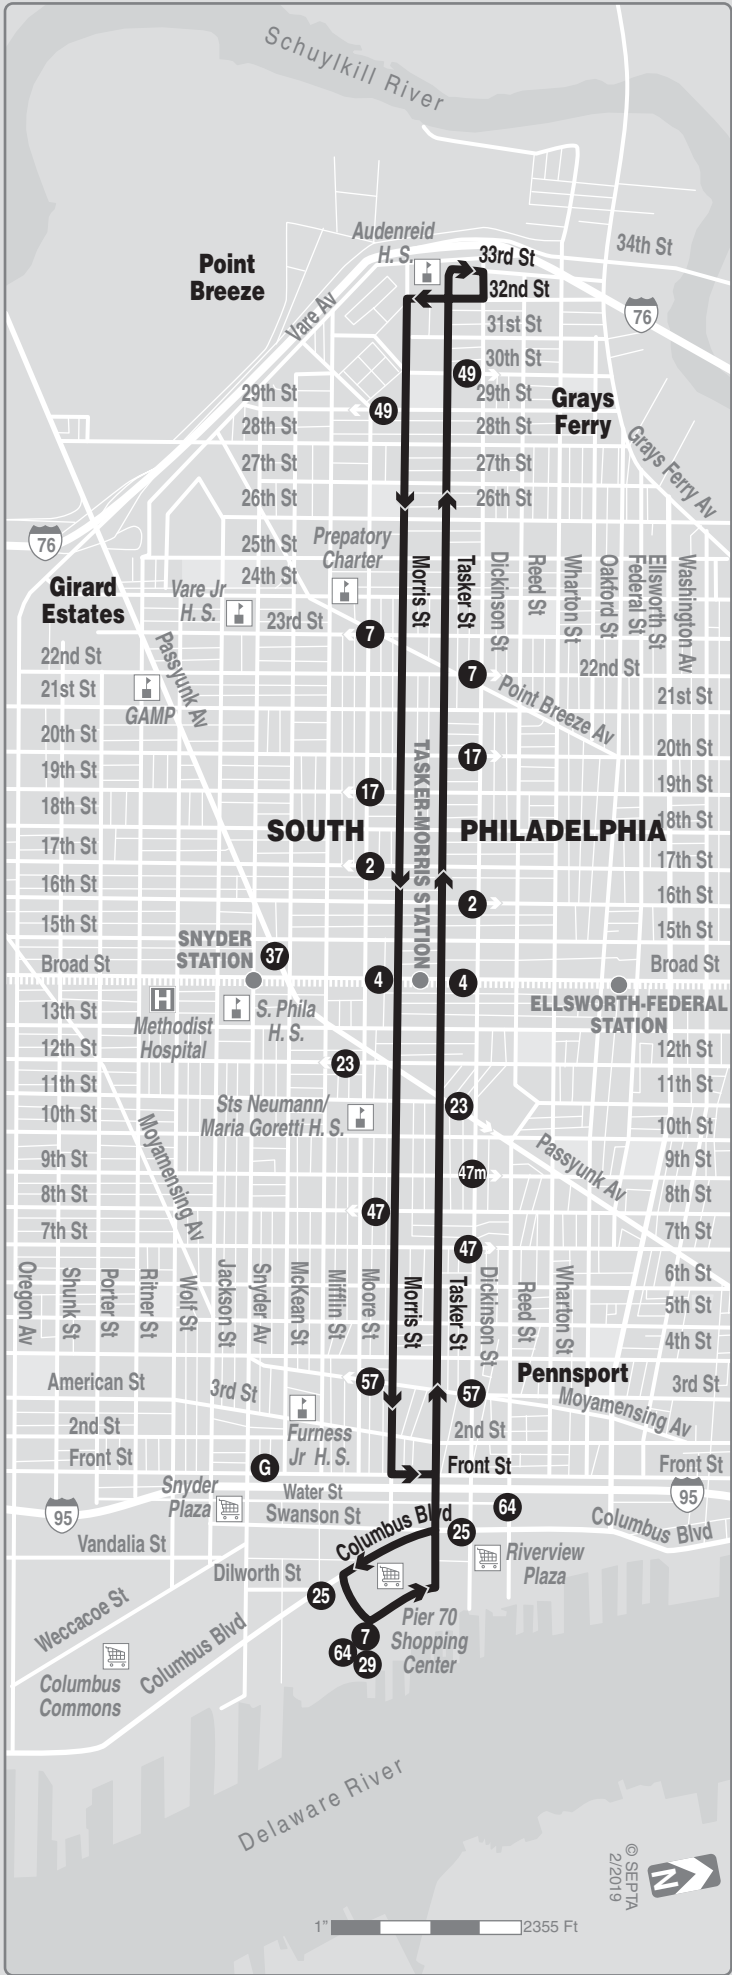 Schuylkill River
Audenreid
H. S.
33rd St
34th St
Point
Breeze
32nd St
76
Vare Av
31st St
30th St
49
29th St
29th St
Grays
Ferry
49
28th St
28th St
Grays Ferry Av
27th St
27th St
26th St
26th St
76
25th St
Prepatory
Charter
24th St
Morris St
Tasker St
Dickinson St
Reed St
Wharton St
Oakford St
Federal St
Ellsworth St
Washington Av
Girard
Estates
Vare Jr
H. S.
23rd St
7
22nd St
Passyunk Av
22nd St
7
21st St
Point Breeze Av
21st St
GAMP
20th St
TASKER-MORRIS STATION
17
20th St
19th St
19th St
17
18th St
18th St
SOUTH
PHILADELPHIA
17th St
17th St
2
16th St
16th St
2
15th St
15th St
SNYDER
STATION
37
Broad St
Broad St
4
4
ELLSWORTH-FEDERAL
STATION
H
13th St
Methodist
Hospital
S. Phila
H. S.
12th St
12th St
23
11th St
11th St
10th St
Sts Neumann/
Maria Goretti H. S.
23
10th St
Moyamensing Av
Passyunk Av
9th St
9th St
47m
8th St
8th St
47
7th St
7th St
47
Oregon Av
Shunk St
Porter St
Ritner St
Wolf St
Jackson St
Snyder Av
McKean St
Mifflin St
Moore St
Morris St
Tasker St
Dickinson St
Reed St
Wharton St
6th St
5th St
4th St
Pennsport
American St
3rd St
57
57
3rd St
Moyamensing Av
2nd St
Furness
Jr H. S.
2nd St
Front St
G
Front St
Front St
Snyder
Plaza
Water St
95
95
Swanson St
64
Columbus Blvd
25
Columbus Blvd
Vandalia St
Riverview
Plaza
Dilworth St
25
Weccacoe St
Columbus Blvd
Pier 70
Shopping
Center
7
64
29
Columbus
Commons
Delaware River
© SEPTA
2/2019
N
1"
2355 Ft